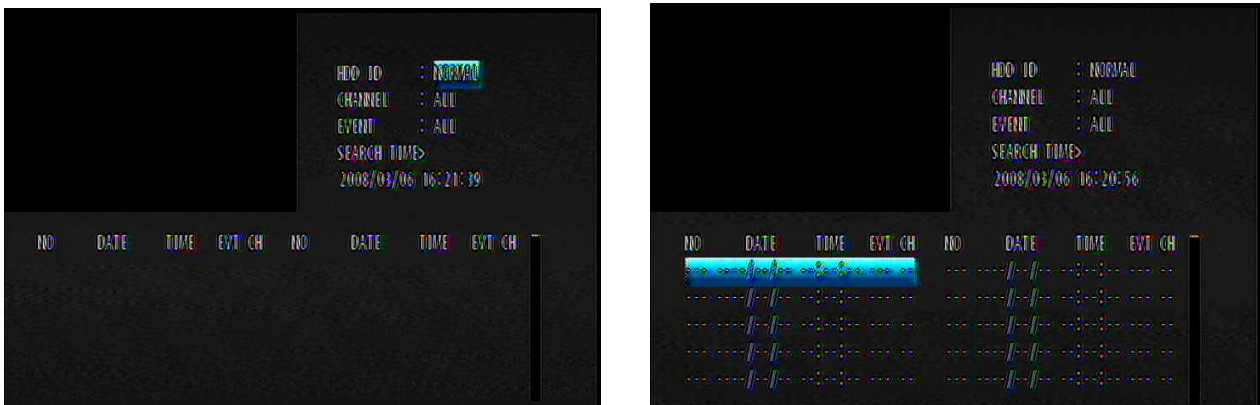 HDD ID : NORMAL
CHANNEL : ALL
EVENT : ALL
SEARCH TIME>
2008/03/06 16:21:39
NO DATE TIME EVT CH NO DATE TIME EVT CH
HDD ID : NORMAL
CHANNEL : ALL
EVENT : ALL
SEARCH TIME>
2008/03/06 16:20:56
NO DATE TIME EVT CH NO DATE TIME EVT CH
--- ----/--/-- --:--:-- --- -- --- ----/--/-- --:--:-- --- --
--- ----/--/-- --:--:-- --- -- --- ----/--/-- --:--:-- --- --
--- ----/--/-- --:--:-- --- -- --- ----/--/-- --:--:-- --- --
--- ----/--/-- --:--:-- --- -- --- ----/--/-- --:--:-- --- --
--- ----/--/-- --:--:-- --- -- --- ----/--/-- --:--:-- --- --